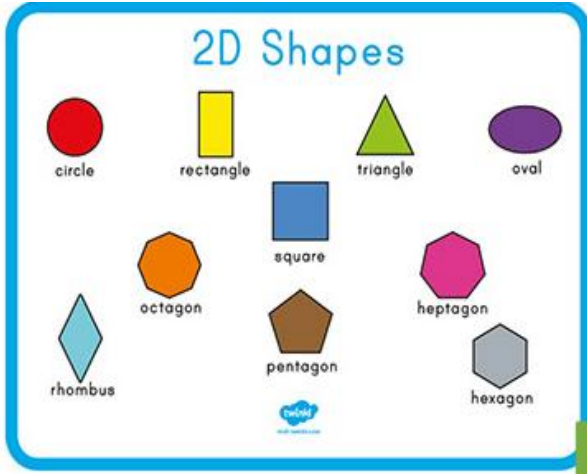 2D Shapes
circle
rectangle
triangle
oval
square
octagon
heptagon
rhombus
pentagon
hexagon
twinkl